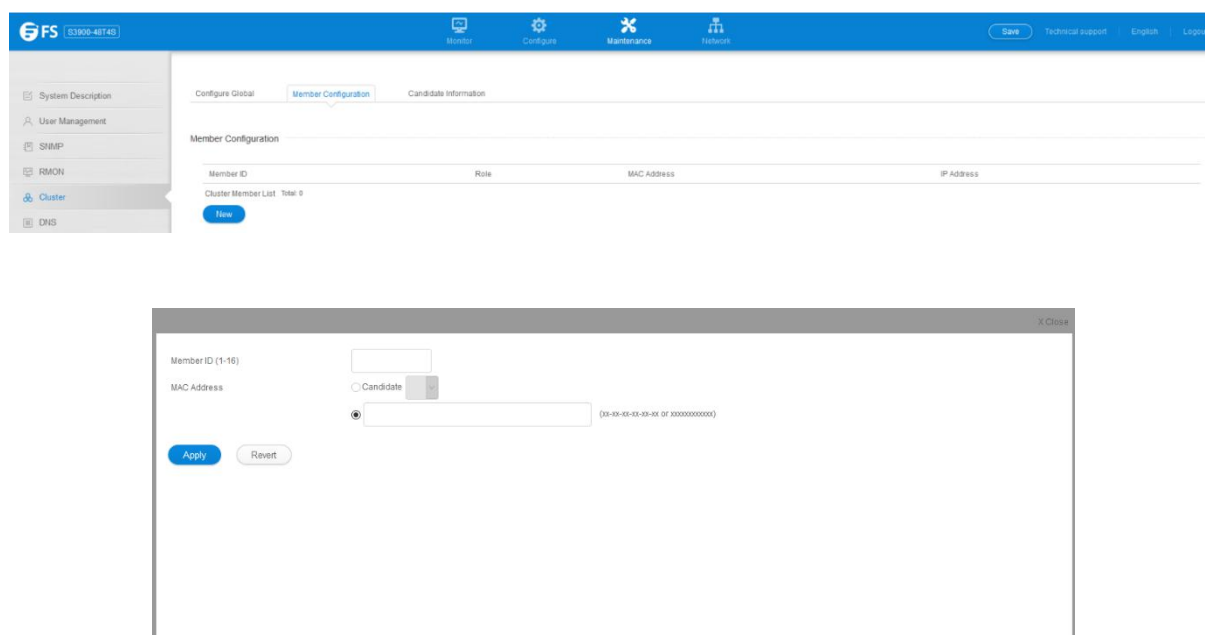 FS S3900-48T4S
Monitor Configure Maintenance Network
Save Technical support | English | Logou
System Description
User Management
SNMP
RMON
Cluster
DNS
Configure Global Member Configuration Candidate Information
Member Configuration
Member ID Role MAC Address IP Address
Cluster Member List Total: 0
New
X Close
Member ID (1-16)
MAC Address Candidate
(xx-xx-xx-xx-xx-xx or xxxxxxxxxxxx)
Apply Revert